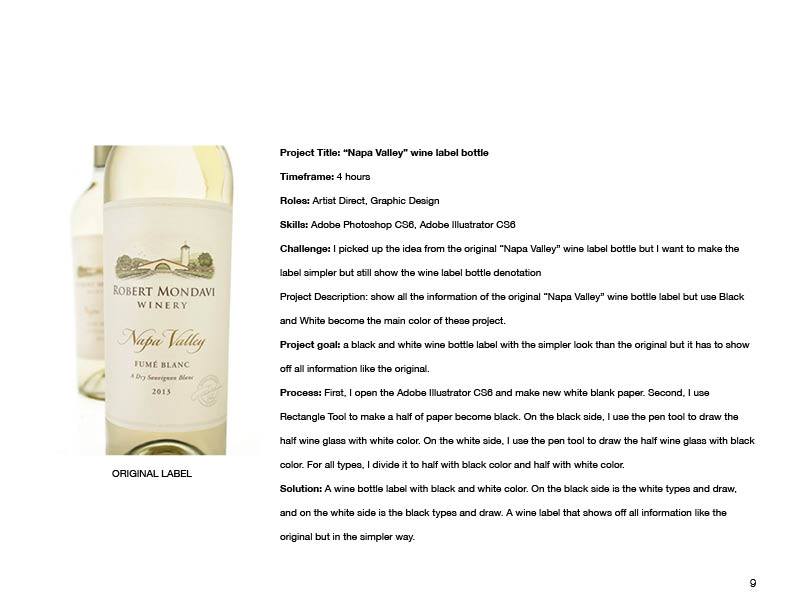 ROBERT MONDAVI
WINERY
Napa Valley
FUMÉ BLANC
A Dry Sauvignon Blanc
2013
ORIGINAL LABEL
Project Title: “Napa Valley” wine label bottle
Timeframe: 4 hours
Roles: Artist Direct, Graphic Design
Skills: Adobe Photoshop CS6, Adobe Illustrator CS6
Challenge: I picked up the idea from the original “Napa Valley” wine label bottle but I want to make the
label simpler but still show the wine label bottle denotation
Project Description: show all the information of the original “Napa Valley” wine bottle label but use Black
and White become the main color of these project.
Project goal: a black and white wine bottle label with the simpler look than the original but it has to show
off all information like the original.
Process: First, I open the Adobe Illustrator CS6 and make new white blank paper. Second, I use
Rectangle Tool to make a half of paper become black. On the black side, I use the pen tool to draw the
half wine glass with white color. On the white side, I use the pen tool to draw the half wine glass with black
color. For all types, I divide it to half with black color and half with white color.
Solution: A wine bottle label with black and white color. On the black side is the white types and draw,
and on the white side is the black types and draw. A wine label that shows off all information like the
original but in the simpler way.
9